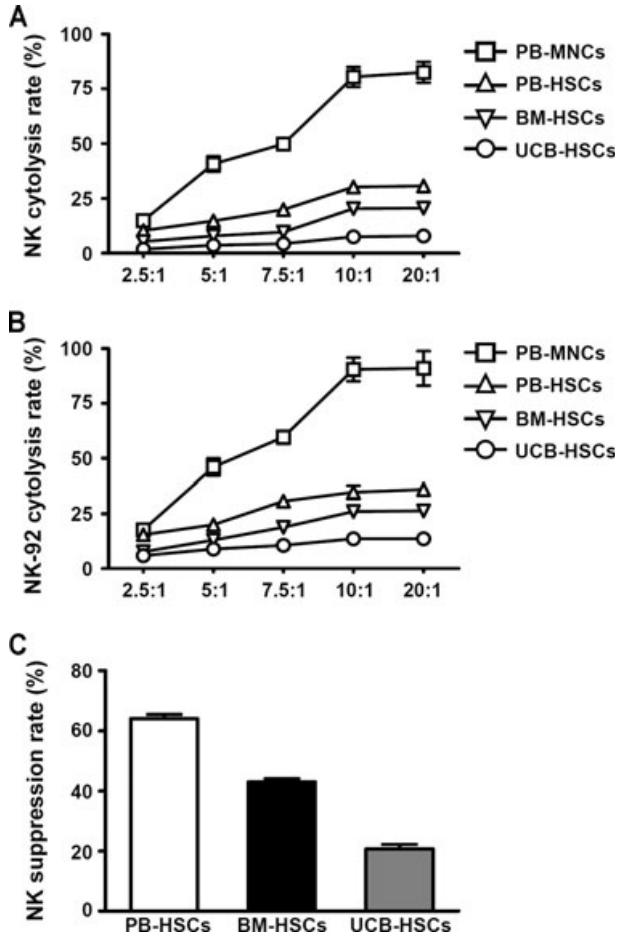 A
NK cytolysis rate (%)
100
75
50
25
0
2.5:1 5:1 7.5:1 10:1 20:1
PB-MNCs
PB-HSCs
BM-HSCs
UCB-HSCs
B
NK-92 cytolysis rate (%)
100
75
50
25
0
2.5:1 5:1 7.5:1 10:1 20:1
PB-MNCs
PB-HSCs
BM-HSCs
UCB-HSCs
C
NK suppression rate (%)
80
60
40
20
0
PB-HSCs BM-HSCs UCB-HSCs